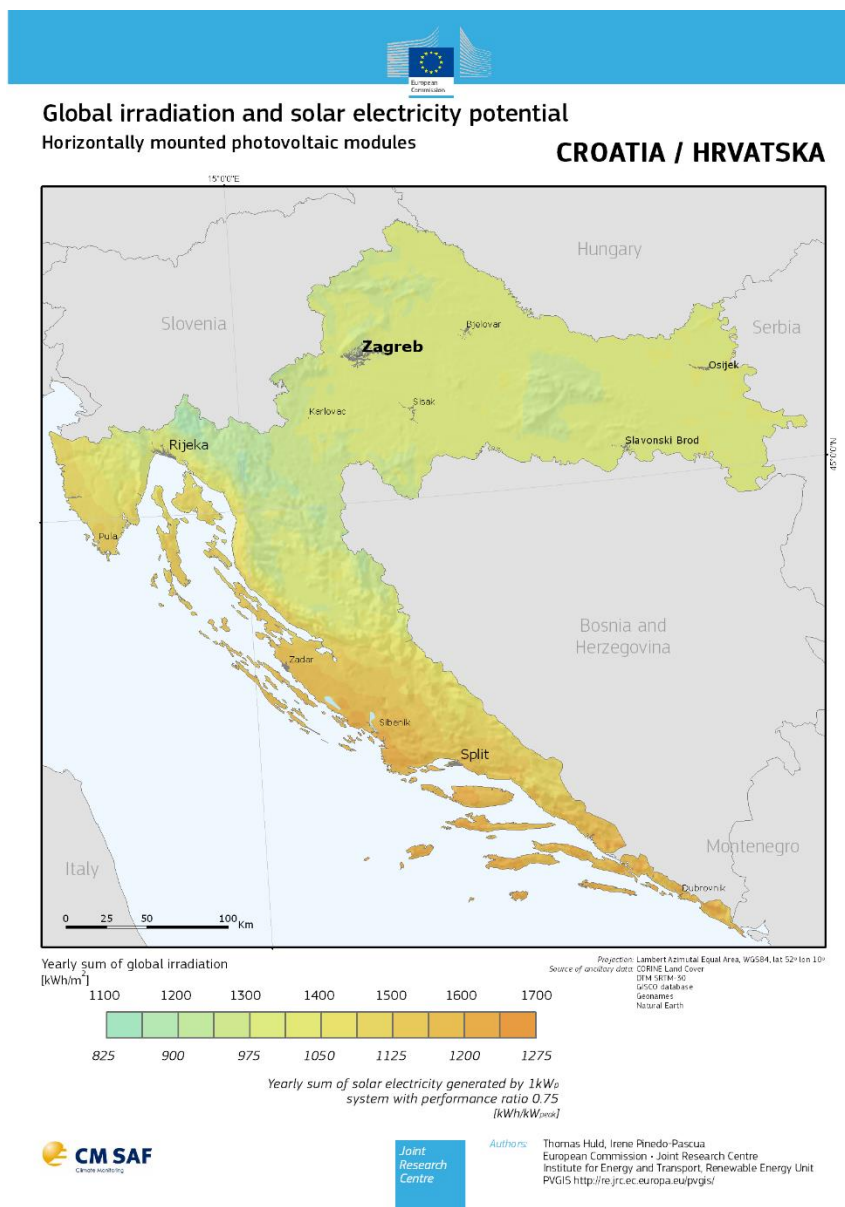 European
Commission
Global irradiation and solar electricity potential
Horizontally mounted photovoltaic modules
CROATIA / HRVATSKA
15°0'0"E
Hungary
Slovenia
Serbia
Bjelovar
Zagreb
Osijek
Karlovac
Sisak
Rijeka
Slavonski Brod
45°0'0"N
Pula
Bosnia and
Herzegovina
Zadar
Sibenik
Split
Montenegro
Italy
Dubrovnik
0 25 50 100 Km
Yearly sum of global irradiation
[kWh/m²]
Projection: Lambert Azimutal Equal Area, WGS84, lat 52º lon 10º
Source of ancillary data: CORINE Land Cover
DTM SRTM-30
GISCO database
Geonames
Natural Earth
1100 1200 1300 1400 1500 1600 1700
825 900 975 1050 1125 1200 1275
Yearly sum of solar electricity generated by 1kWp
system with performance ratio 0.75
[kWh/kWpeak]
CM SAF
Climate Monitoring
Joint
Research
Centre
Authors: Thomas Huld, Irene Pinedo-Pascua
European Commission - Joint Research Centre
Institute for Energy and Transport, Renewable Energy Unit
PVGIS http://re.jrc.ec.europa.eu/pvgis/